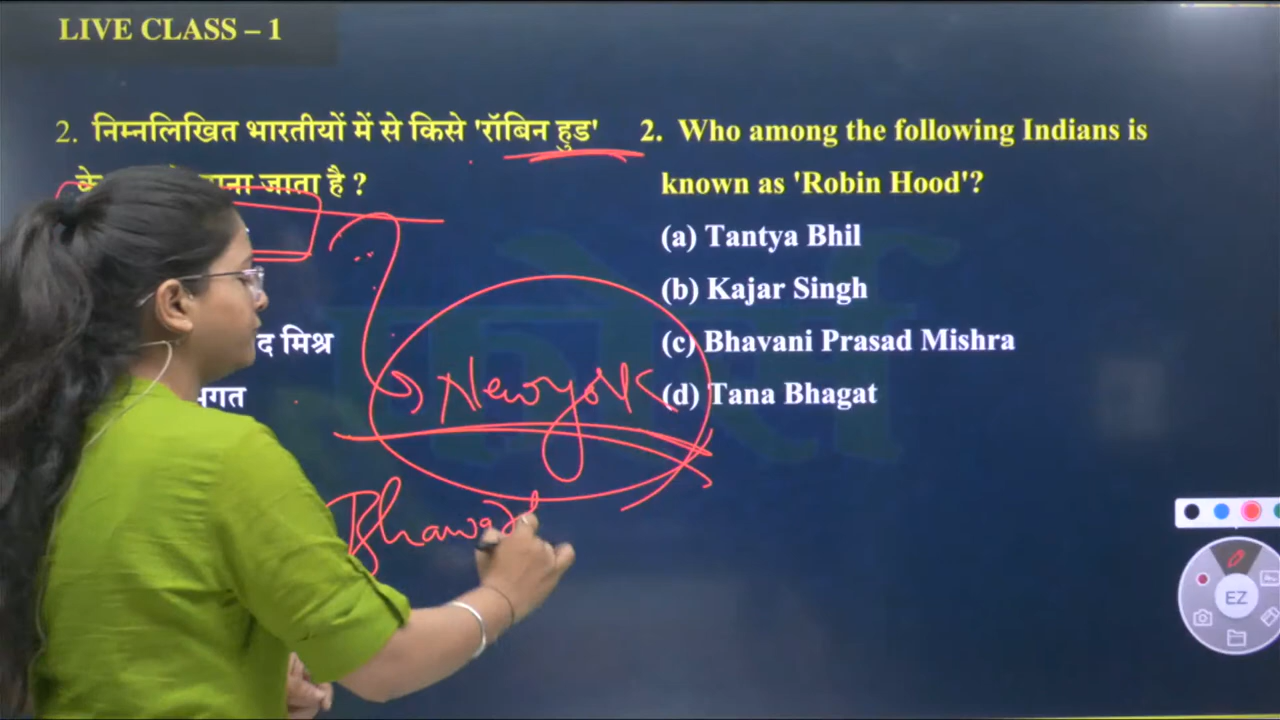 LIVE CLASS – 1
2. निम्नलिखित भारतीयों में से किसे 'रॉबिन हुड'
जाता है ?
द मिश्र
2. Who among the following Indians is
known as 'Robin Hood'?
(a) Tantya Bhil
(b) Kajar Singh
(c) Bhavani Prasad Mishra
(d) Tana Bhagat
Newyork
EZ